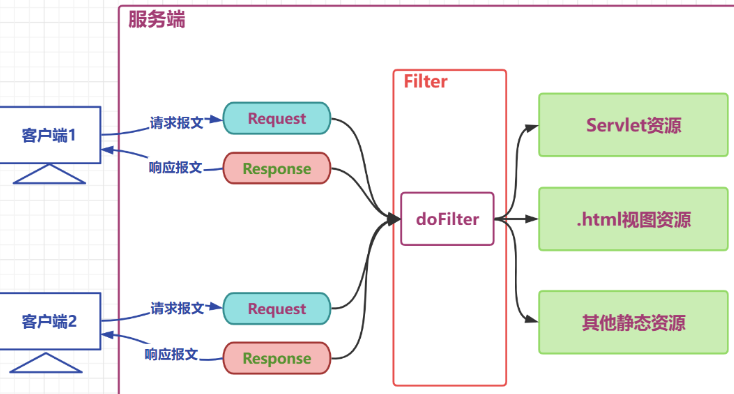 服务端
Filter
客户端1
请求报文
Request
响应报文
Response
doFilter
Servlet资源
.html视图资源
其他静态资源
客户端2
请求报文
Request
响应报文
Response